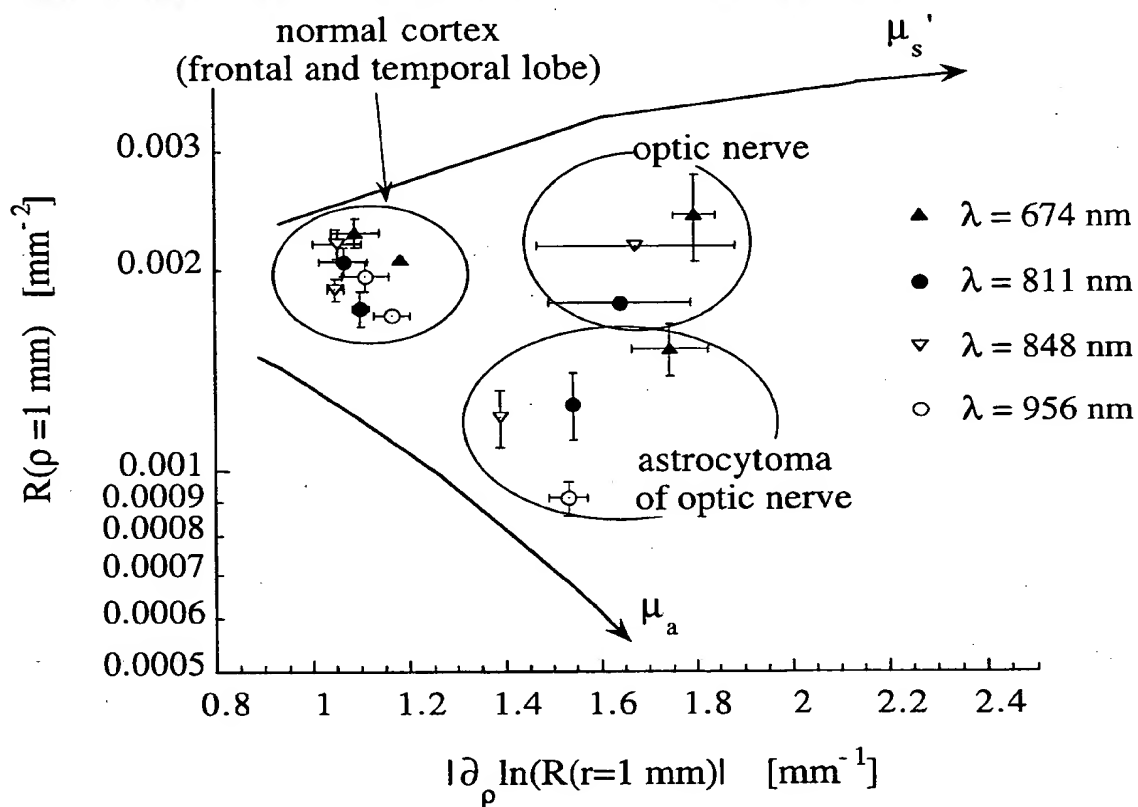 normal cortex
(frontal and temporal lobe)
μs'
optic nerve
astrocytoma
of optic nerve
μa
R(ρ=1 mm) [mm⁻²]
0.003
0.002
0.001
0.0009
0.0008
0.0007
0.0006
0.0005
0.8 1 1.2 1.4 1.6 1.8 2 2.2 2.4
|∂ρ ln(R(r=1 mm)| [mm⁻¹]
▲ λ = 674 nm
● λ = 811 nm
▽ λ = 848 nm
○ λ = 956 nm